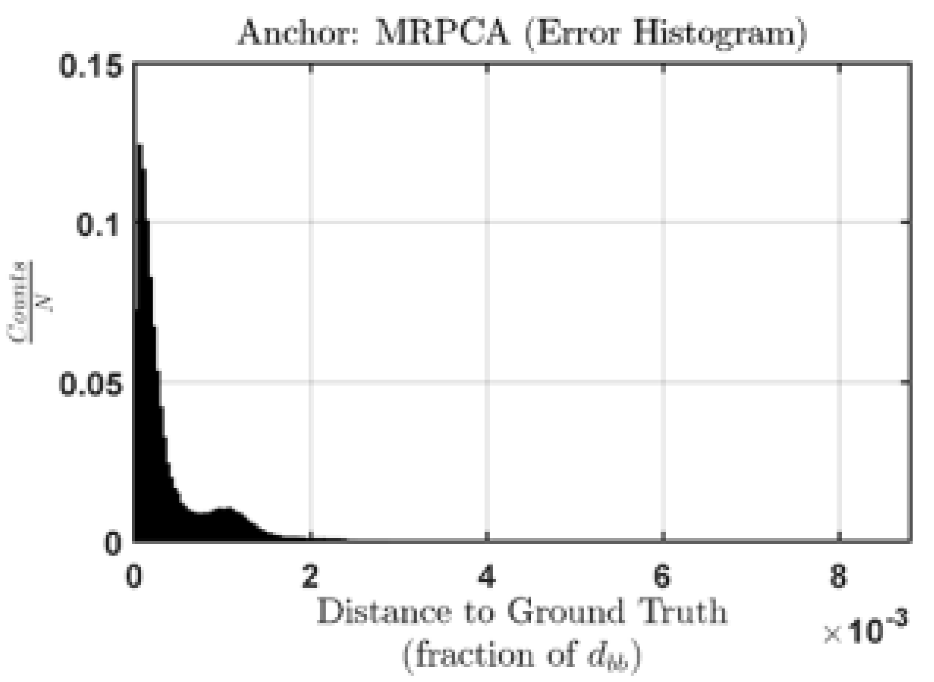 Anchor: MRPCA (Error Histogram)
0.15
0.1
0.05
0
Counts
N
0 2 4 6 8
Distance to Ground Truth
×10⁻³
(fraction of d_bb)